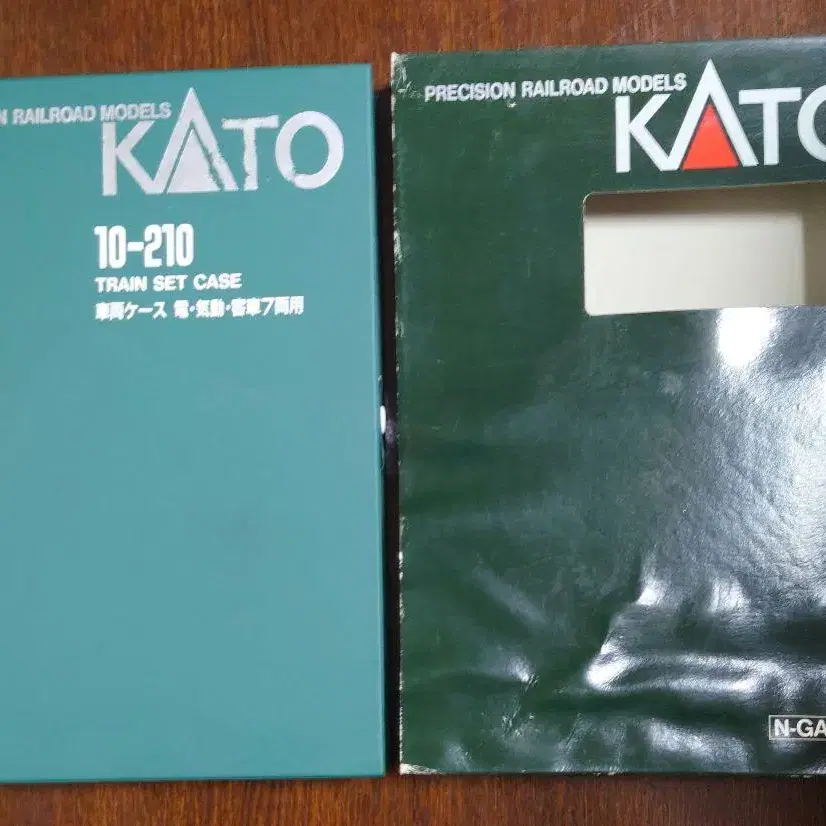 N RAILROAD MODELS
KATO
10-210
TRAIN SET CASE
車両ケース 電・気動・客車7両用
PRECISION RAILROAD MODELS
KATO
N-GA